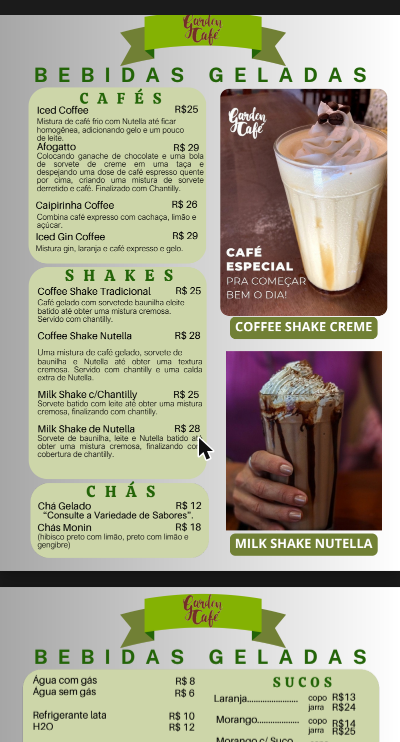 Garden
Café
BEBIDAS GELADAS
CAFÉS
Iced Coffee R$25
Mistura de café frio com Nutella até ficar
homogênea, adicionando gelo e um pouco
de leite.
Afogatto R$ 29
Colocando ganache de chocolate e uma bola
de sorvete de creme em uma taça e
despejando uma dose de café espresso quente
por cima, criando uma mistura de sorvete
derretido e café. Finalizado com Chantilly.
Caipirinha Coffee R$ 26
Combina café expresso com cachaça, limão e
açúcar.
Iced Gin Coffee R$ 29
Mistura gin, laranja e café expresso e gelo.
SHAKES
Coffee Shake Tradicional R$ 25
Café gelado com sorvetede baunilha eleite
batido até obter uma mistura cremosa.
Servido com chantilly.
Coffee Shake Nutella R$ 28
Uma mistura de café gelado, sorvete de
baunilha e Nutella até obter uma textura
cremosa. Servido com chantilly e uma calda
extra de Nutella.
Milk Shake c/Chantilly R$ 25
Sorvete batido com leite até obter uma mistura
cremosa, finalizando com chantilly.
Milk Shake de Nutella R$ 28
Sorvete de baunilha, leite e Nutella batido até
obter uma mistura cremosa, finalizando com
cobertura de chantilly.
CHÁS
Chá Gelado R$ 12
“Consulte a Variedade de Sabores”.
Chás Monin R$ 18
(hibisco preto com limão, preto com limão e
gengibre)
Garden
Café
CAFÉ
ESPECIAL
PRA COMEÇAR
BEM O DIA!
COFFEE SHAKE CREME
MILK SHAKE NUTELLA
Garden
Café
BEBIDAS GELADAS
Água com gás R$ 8
Água sem gás R$ 6
Refrigerante lata R$ 10
H2O R$ 12
SUCOS
Laranja....................... copo R$13
jarra R$24
Morango................... copo R$14
jarra R$25
Morango c/ Suco